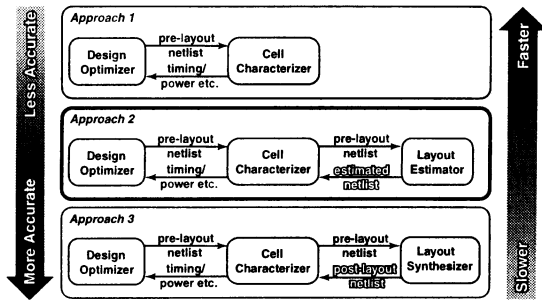 Less Accurate
More Accurate
Approach 1
Design
Optimizer
pre-layout
netlist
timing/
power etc.
Cell
Characterizer
Approach 2
Design
Optimizer
pre-layout
netlist
timing/
power etc.
Cell
Characterizer
pre-layout
netlist
estimated
netlist
Layout
Estimator
Approach 3
Design
Optimizer
pre-layout
netlist
timing/
power etc.
Cell
Characterizer
pre-layout
netlist
post-layout
netlist
Layout
Synthesizer
Faster
Slower